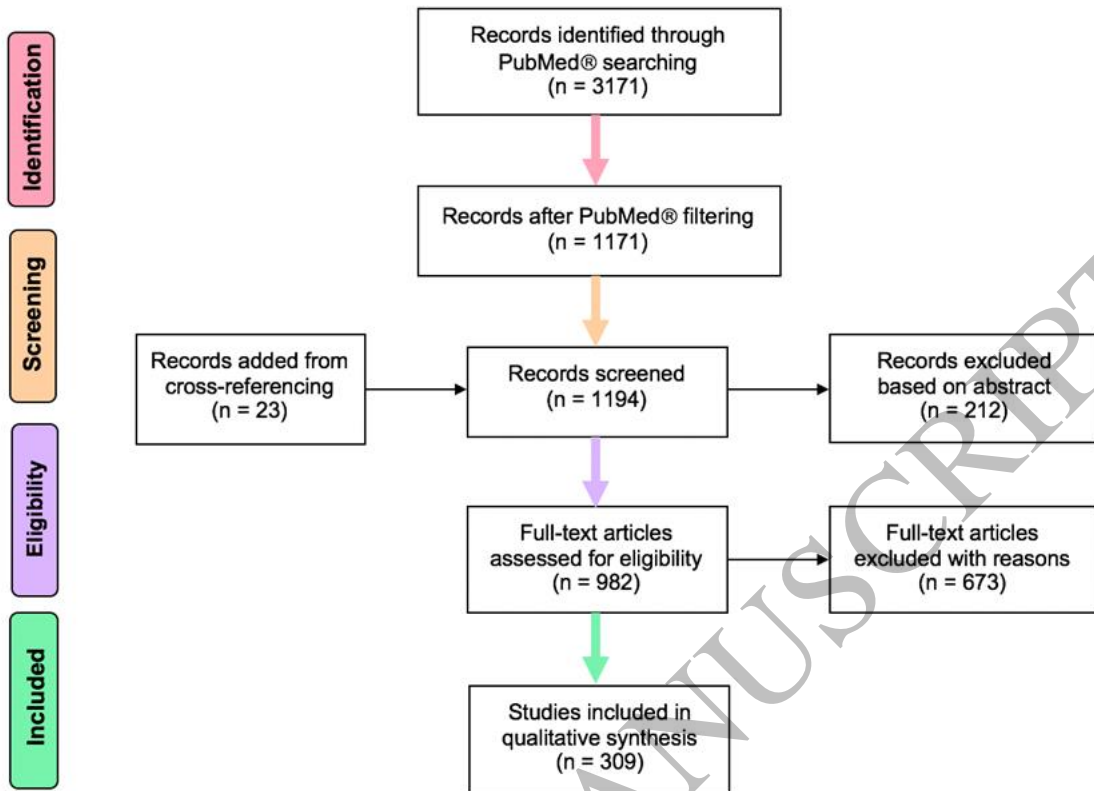 Identification
Records identified through
PubMed® searching
(n = 3171)
Records after PubMed® filtering
(n = 1171)
Screening
Records added from
cross-referencing
(n = 23)
Records screened
(n = 1194)
Records excluded
based on abstract
(n = 212)
Eligibility
Full-text articles
assessed for eligibility
(n = 982)
Full-text articles
excluded with reasons
(n = 673)
Included
Studies included in
qualitative synthesis
(n = 309)
ANUSCRIPT